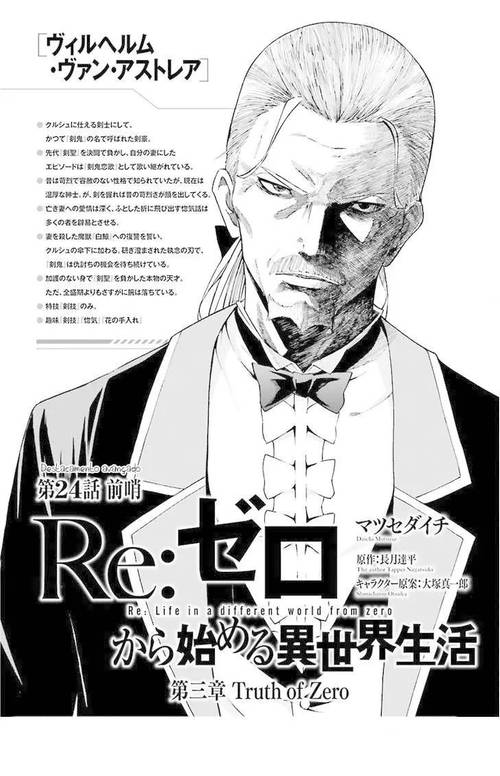 [ヴィルヘルム
・ヴァン・アストレア]
● クルシュに仕える剣士にして、
かつて「剣鬼」の名で呼ばれた剣豪。
● 先代「剣聖」を決闘で負かし、自分の妻にした
エピソードは「剣鬼恋歌」として歌い継がれている。
● 昔は苛烈で容赦のない性格で知られていたが、現在は
温厚な紳士。が、剣を握れば昔の苛烈さが顔を出してくる。
● 亡き妻への愛情は深く、ふとした折に飛び出す惚気話は
多くの者を辟易とさせる。
● 妻を殺した魔獣「白鯨」への復讐を誓い、
クルシュの傘下に加わる。研ぎ澄まされた執念の刃で、
「剣鬼」は仇討ちの機会を待ち続けている。
● 加護のない身で「剣聖」を負かした本物の天才。
ただ、全盛期よりもさすがに腕は落ちている。
● 特技「剣技」のみ。
● 趣味「剣技」「惚気」「花の手入れ」
Destacamento avançado
第24話 前哨
Re:ゼロ
Re: Life in a different world from zero
から始める異世界生活
マツセダイチ
Daichi Matsuse
原作:長月達平
The author Tappei Nagatsuki
キャラクター原案:大塚真一郎
Shinichirou Otsuka
第三章 Truth of Zero